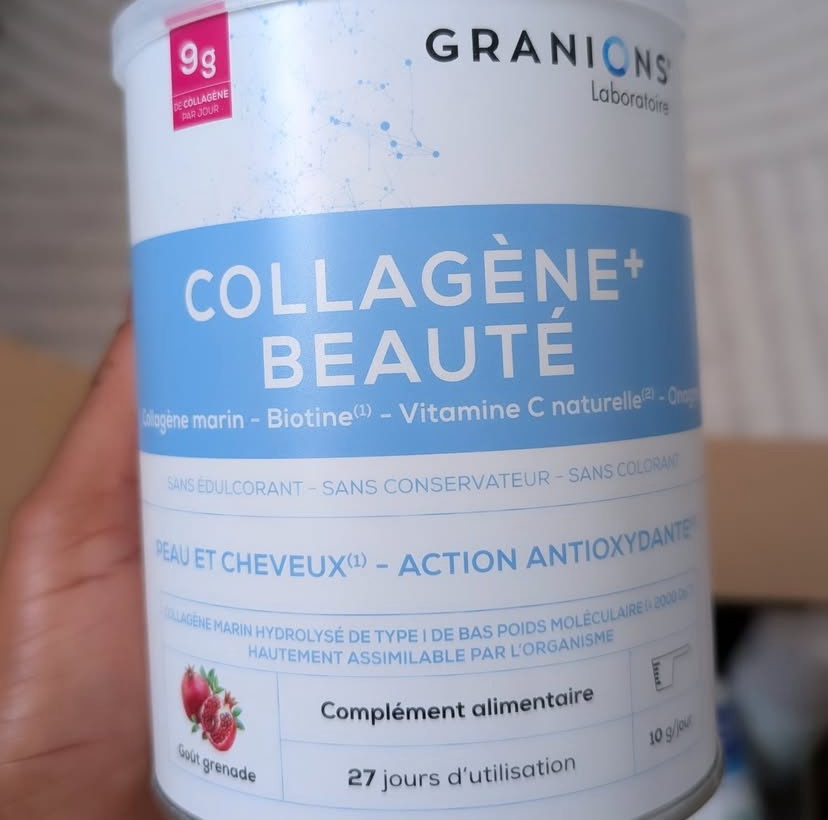 9g
DE COLLAGÈNE
PAR JOUR
GRANIONS
Laboratoire
COLLAGÈNE+
BEAUTÉ
Collagène marin - Biotine(1) - Vitamine C naturelle(2) -
SANS ÉDULCORANT - SANS CONSERVATEUR - SANS COLORANT
PEAU ET CHEVEUX(1) - ACTION ANTIOXYDANTE
COLLAGÈNE MARIN HYDROLYSÉ DE TYPE I DE BAS POIDS MOLÉCULAIRE
HAUTEMENT ASSIMILABLE PAR L'ORGANISME
Goût grenade
Complément alimentaire
27 jours d'utilisation
10 g/jour